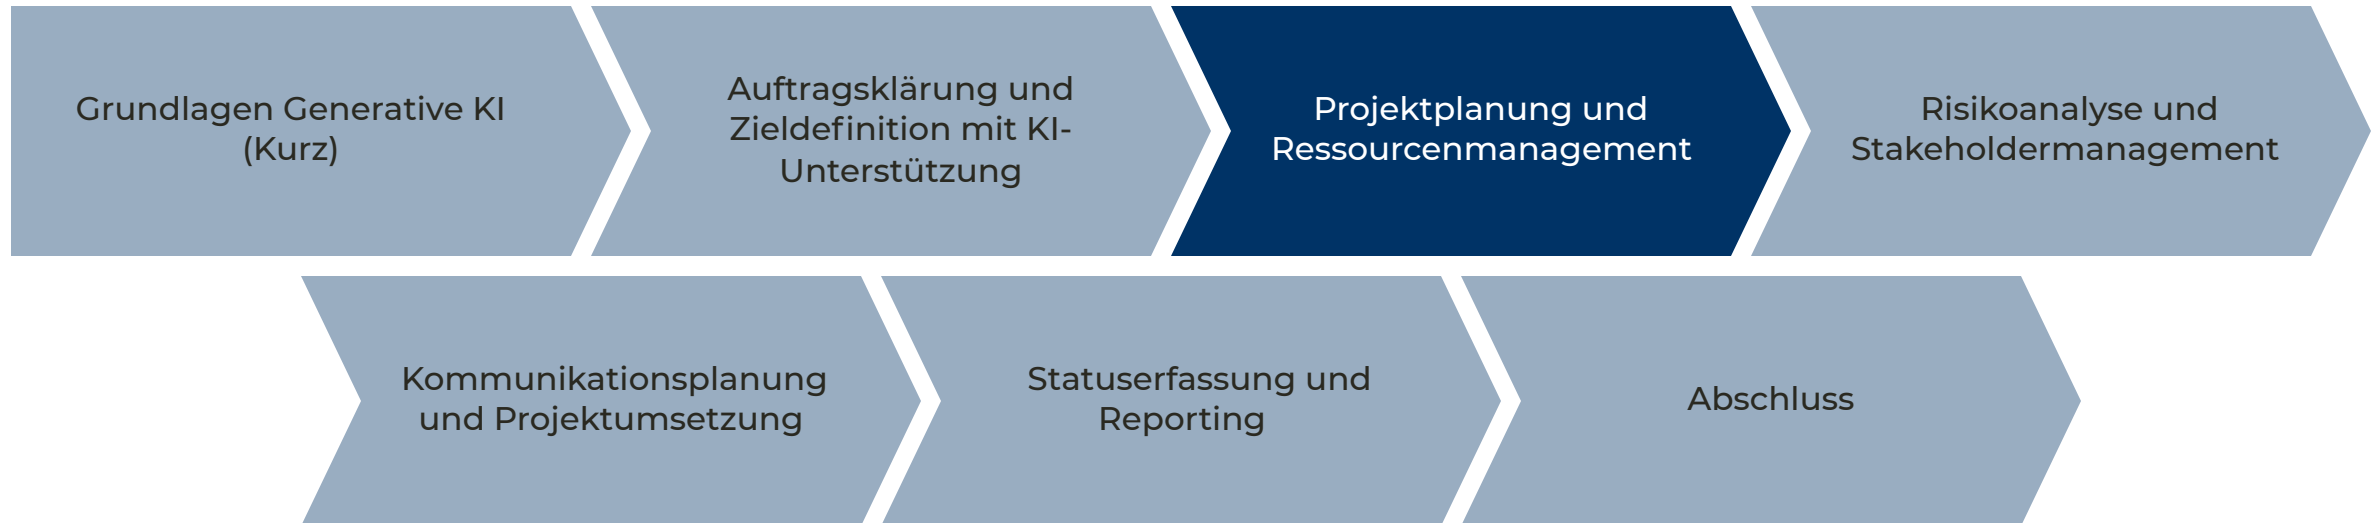 Grundlagen Generative KI
(Kurz)
Auftragsklärung und
Zieldefinition mit KI-
Unterstützung
Projektplanung und
Ressourcenmanagement
Risikoanalyse und
Stakeholdermanagement
Kommunikationsplanung
und Projektumsetzung
Statuserfassung und
Reporting
Abschluss